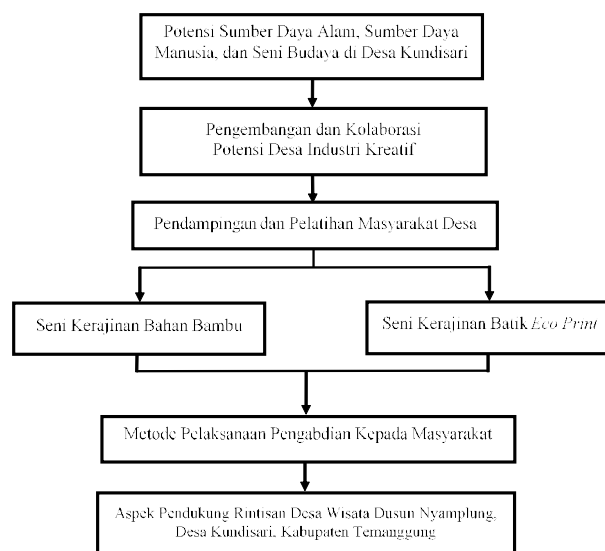 Potensi Sumber Daya Alam, Sumber Daya
Manusia, dan Seni Budaya di Desa Kundisari
Pengembangan dan Kolaborasi
Potensi Desa Industri Kreatif
Pendampingan dan Pelatihan Masyarakat Desa
Seni Kerajinan Bahan Bambu
Seni Kerajinan Batik Eco Print
Metode Pelaksanaan Pengabdian Kepada Masyarakat
Aspek Pendukung Rintisan Desa Wisata Dusun Nyamplung,
Desa Kundisari, Kabupaten Temanggung